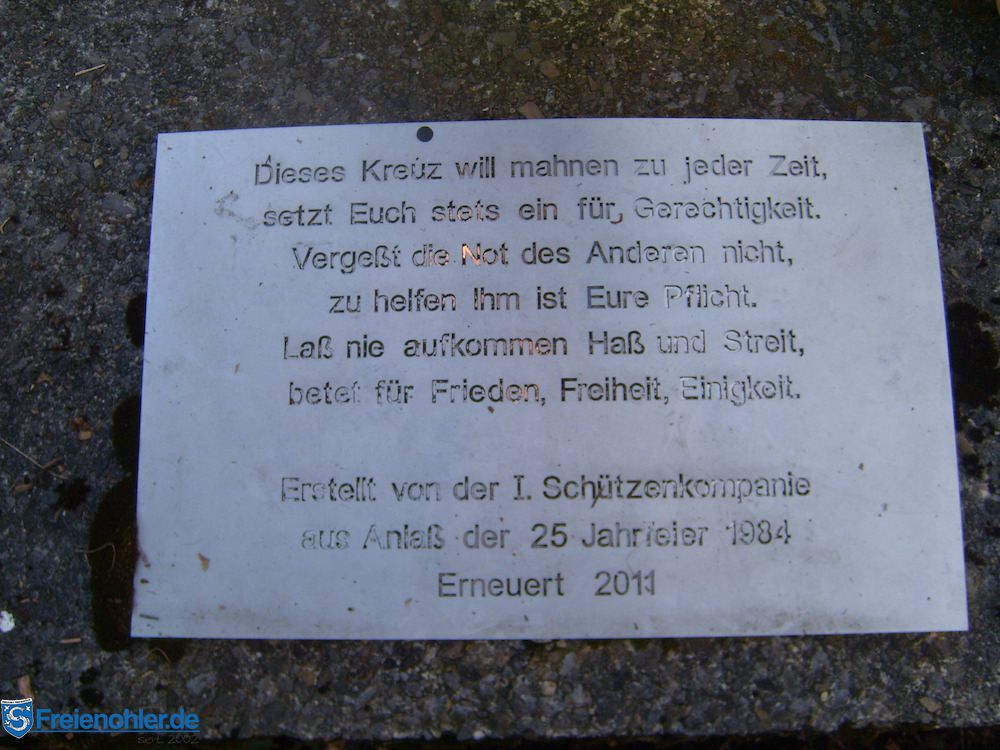 Dieses Kreuz will mahnen zu jeder Zeit,
setzt Euch stets ein für Gerechtigkeit.
Vergeßt die Not des Anderen nicht,
zu helfen Ihm ist Eure Pflicht.
Laß nie aufkommen Haß und Streit,
betet für Frieden, Freiheit, Einigkeit.
Erstellt von der I. Schützenkompanie
aus Anlaß der 25 Jahrfeier 1984
Erneuert 2011
Freienohler.de
seit 2002